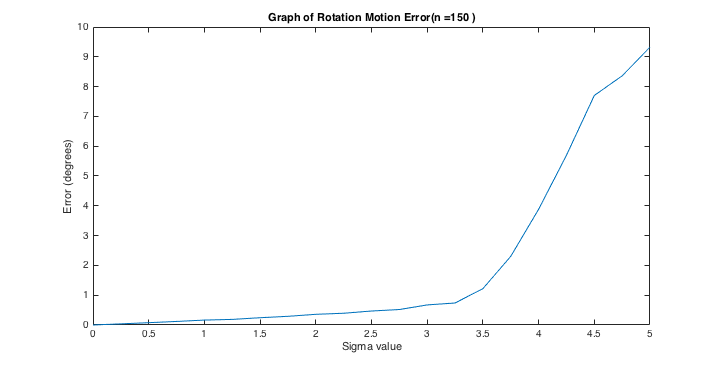 Graph of Rotation Motion Error(n =150 )
10
9
8
7
6
5
4
3
2
1
0
Error (degrees)
0 0.5 1 1.5 2 2.5 3 3.5 4 4.5 5
Sigma value